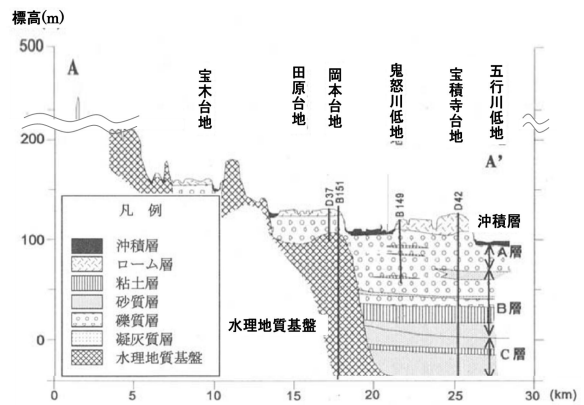 標高(m)
500
200
100
0
A
宝木台地
田原台地
岡本台地
鬼怒川低地
宝積寺台地
五行川低地
A'
D37
B151
B149
D42
沖積層
A層
B層
C層
水理地質基盤
凡 例
沖積層
ローム層
粘土層
砂質層
礫質層
凝灰質層
水理地質基盤
0
5
10
15
20
25
30
(km)